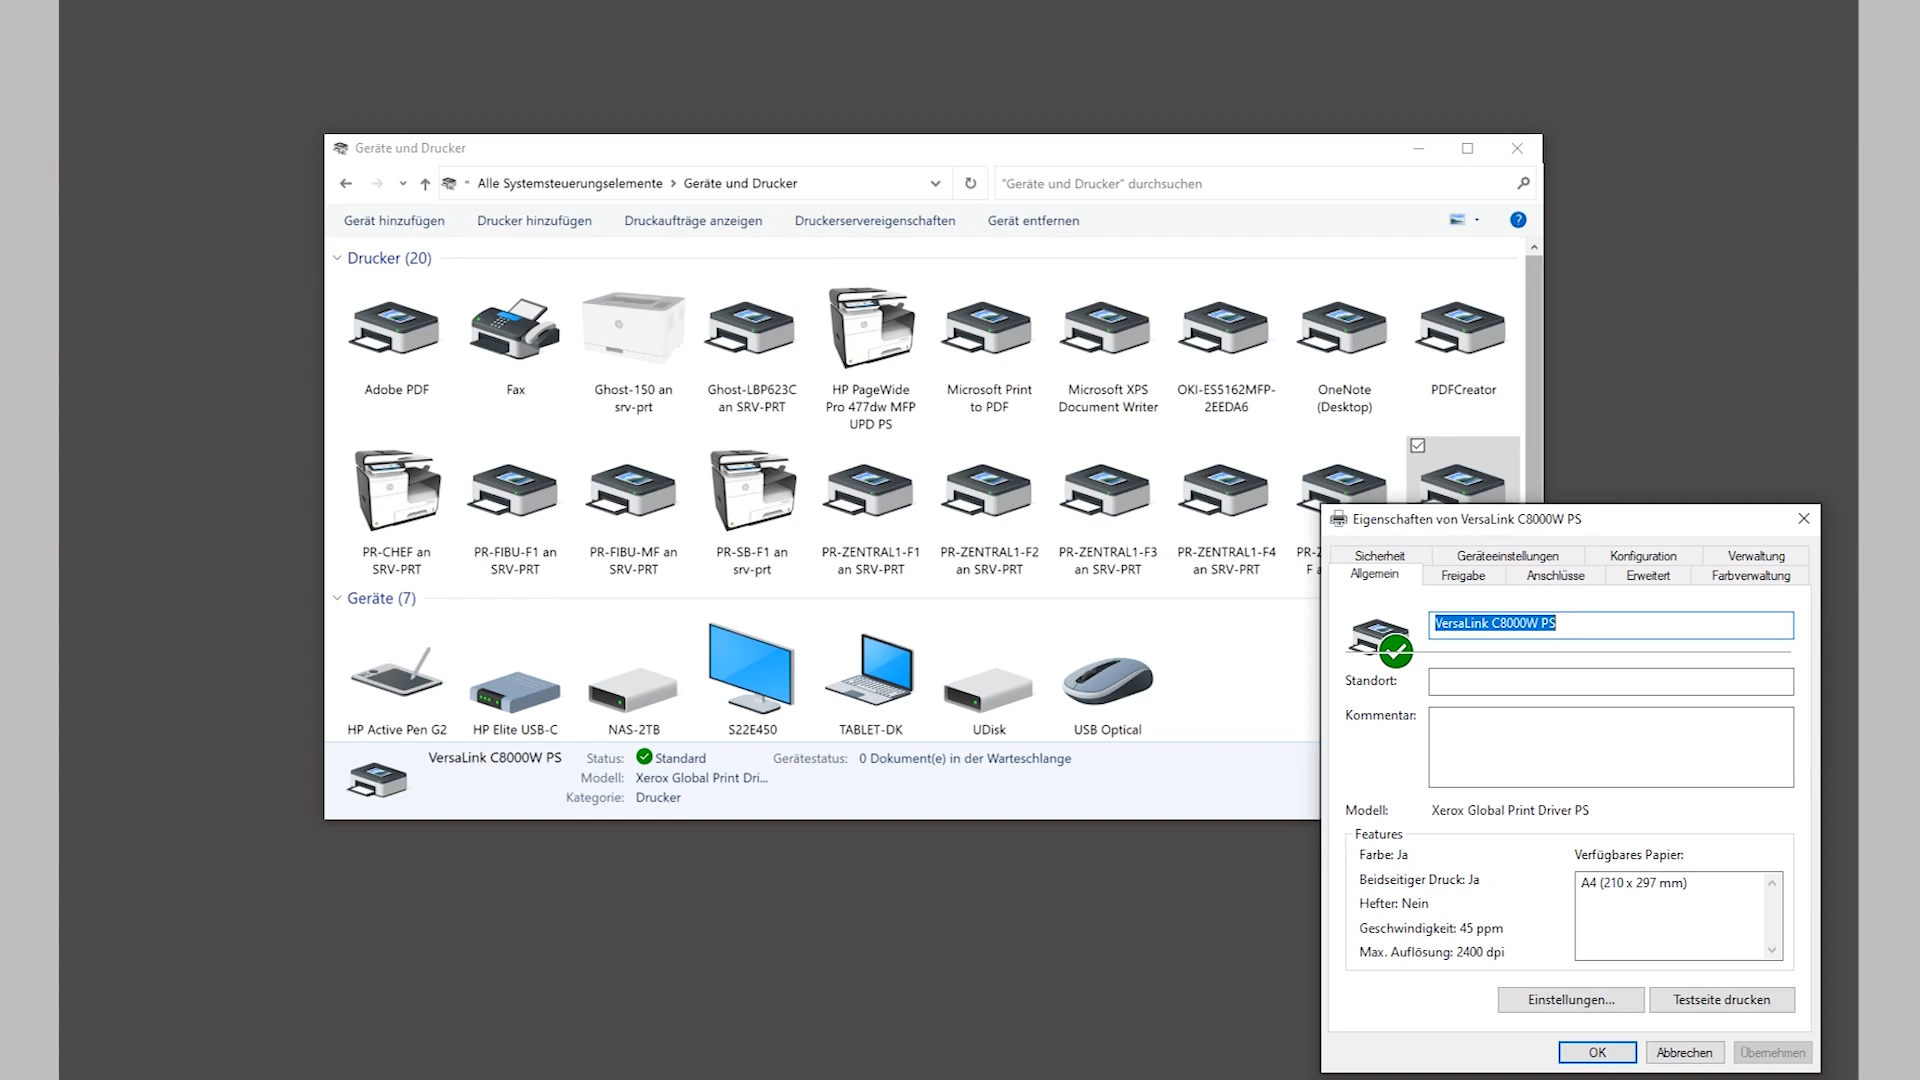 Geräte und Drucker
Alle Systemsteuerungselemente > Geräte und Drucker
"Geräte und Drucker" durchsuchen
Gerät hinzufügen Drucker hinzufügen Druckaufträge anzeigen Druckerservereigenschaften Gerät entfernen
Drucker (20)
Adobe PDF
Fax
Ghost-150 an
srv-prt
Ghost-LBP623C
an SRV-PRT
HP PageWide
Pro 477dw MFP
UPD PS
Microsoft Print
to PDF
Microsoft XPS
Document Writer
OKI-ES5162MFP-
2EEDA6
OneNote
(Desktop)
PDFCreator
PR-CHEF an
SRV-PRT
PR-FIBU-F1 an
SRV-PRT
PR-FIBU-MF an
SRV-PRT
PR-SB-F1 an
srv-prt
PR-ZENTRAL1-F1
an SRV-PRT
PR-ZENTRAL1-F2
an SRV-PRT
PR-ZENTRAL1-F3
an SRV-PRT
PR-ZENTRAL1-F4
an SRV-PRT
Geräte (7)
HP Active Pen G2
HP Elite USB-C
NAS-2TB
S22E450
TABLET-DK
UDisk
USB Optical
VersaLink C8000W PS
Status: Standard
Modell: Xerox Global Print Dri...
Kategorie: Drucker
Gerätestatus: 0 Dokument(e) in der Warteschlange
Eigenschaften von VersaLink C8000W PS
Sicherheit Geräteeinstellungen Konfiguration Verwaltung
Allgemein Freigabe Anschlüsse Erweitert Farbverwaltung
VersaLink C8000W PS
Standort:
Kommentar:
Modell: Xerox Global Print Driver PS
Features
Farbe: Ja
Beidseitiger Druck: Ja
Hefter: Nein
Geschwindigkeit: 45 ppm
Max. Auflösung: 2400 dpi
Verfügbares Papier:
A4 (210 x 297 mm)
Einstellungen... Testseite drucken
OK Abbrechen Übernehmen